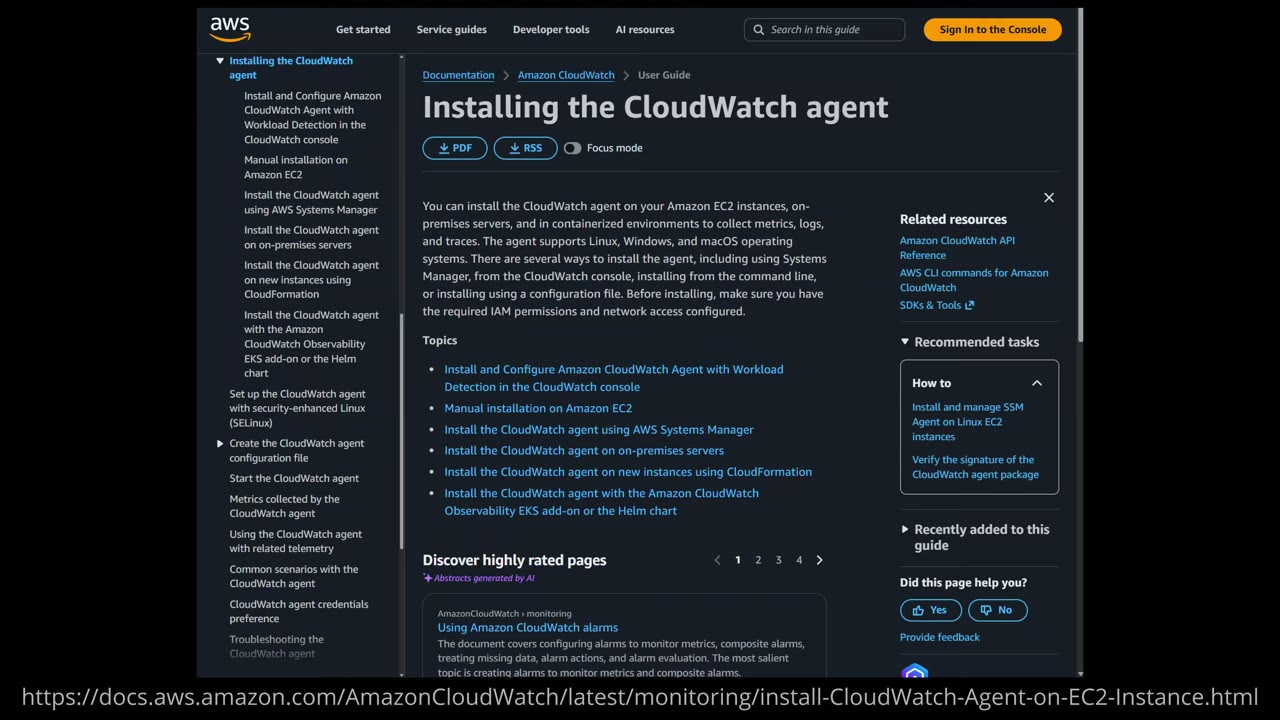 aws
Get started
Service guides
Developer tools
AI resources
Search in this guide
Sign In to the Console
Installing the CloudWatch
agent
Install and Configure Amazon
CloudWatch Agent with
Workload Detection in the
CloudWatch console
Manual installation on
Amazon EC2
Install the CloudWatch agent
using AWS Systems Manager
Install the CloudWatch agent
on on-premises servers
Install the CloudWatch agent
on new instances using
CloudFormation
Install the CloudWatch agent
with the Amazon
CloudWatch Observability
EKS add-on or the Helm
chart
Set up the CloudWatch agent
with security-enhanced Linux
(SELinux)
Create the CloudWatch agent
configuration file
Start the CloudWatch agent
Metrics collected by the
CloudWatch agent
Using the CloudWatch agent
with related telemetry
Common scenarios with the
CloudWatch agent
CloudWatch agent credentials
preference
Troubleshooting the
CloudWatch agent
Documentation > Amazon CloudWatch > User Guide
Installing the CloudWatch agent
PDF
RSS
Focus mode
You can install the CloudWatch agent on your Amazon EC2 instances, on-
premises servers, and in containerized environments to collect metrics, logs,
and traces. The agent supports Linux, Windows, and macOS operating
systems. There are several ways to install the agent, including using Systems
Manager, from the CloudWatch console, installing from the command line,
or installing using a configuration file. Before installing, make sure you have
the required IAM permissions and network access configured.
Topics
• Install and Configure Amazon CloudWatch Agent with Workload
Detection in the CloudWatch console
• Manual installation on Amazon EC2
• Install the CloudWatch agent using AWS Systems Manager
• Install the CloudWatch agent on on-premises servers
• Install the CloudWatch agent on new instances using CloudFormation
• Install the CloudWatch agent with the Amazon CloudWatch
Observability EKS add-on or the Helm chart
Discover highly rated pages
1 2 3 4
Abstracts generated by AI
AmazonCloudWatch › monitoring
Using Amazon CloudWatch alarms
The document covers configuring alarms to monitor metrics, composite alarms,
treating missing data, alarm actions, and alarm evaluation. The most salient
topic is creating alarms to monitor metrics and composite alarms.
Related resources
Amazon CloudWatch API
Reference
AWS CLI commands for Amazon
CloudWatch
SDKs & Tools
Recommended tasks
How to
Install and manage SSM
Agent on Linux EC2
instances
Verify the signature of the
CloudWatch agent package
Recently added to this
guide
Did this page help you?
Yes
No
Provide feedback
https://docs.aws.amazon.com/AmazonCloudWatch/latest/monitoring/install-CloudWatch-Agent-on-EC2-Instance.html